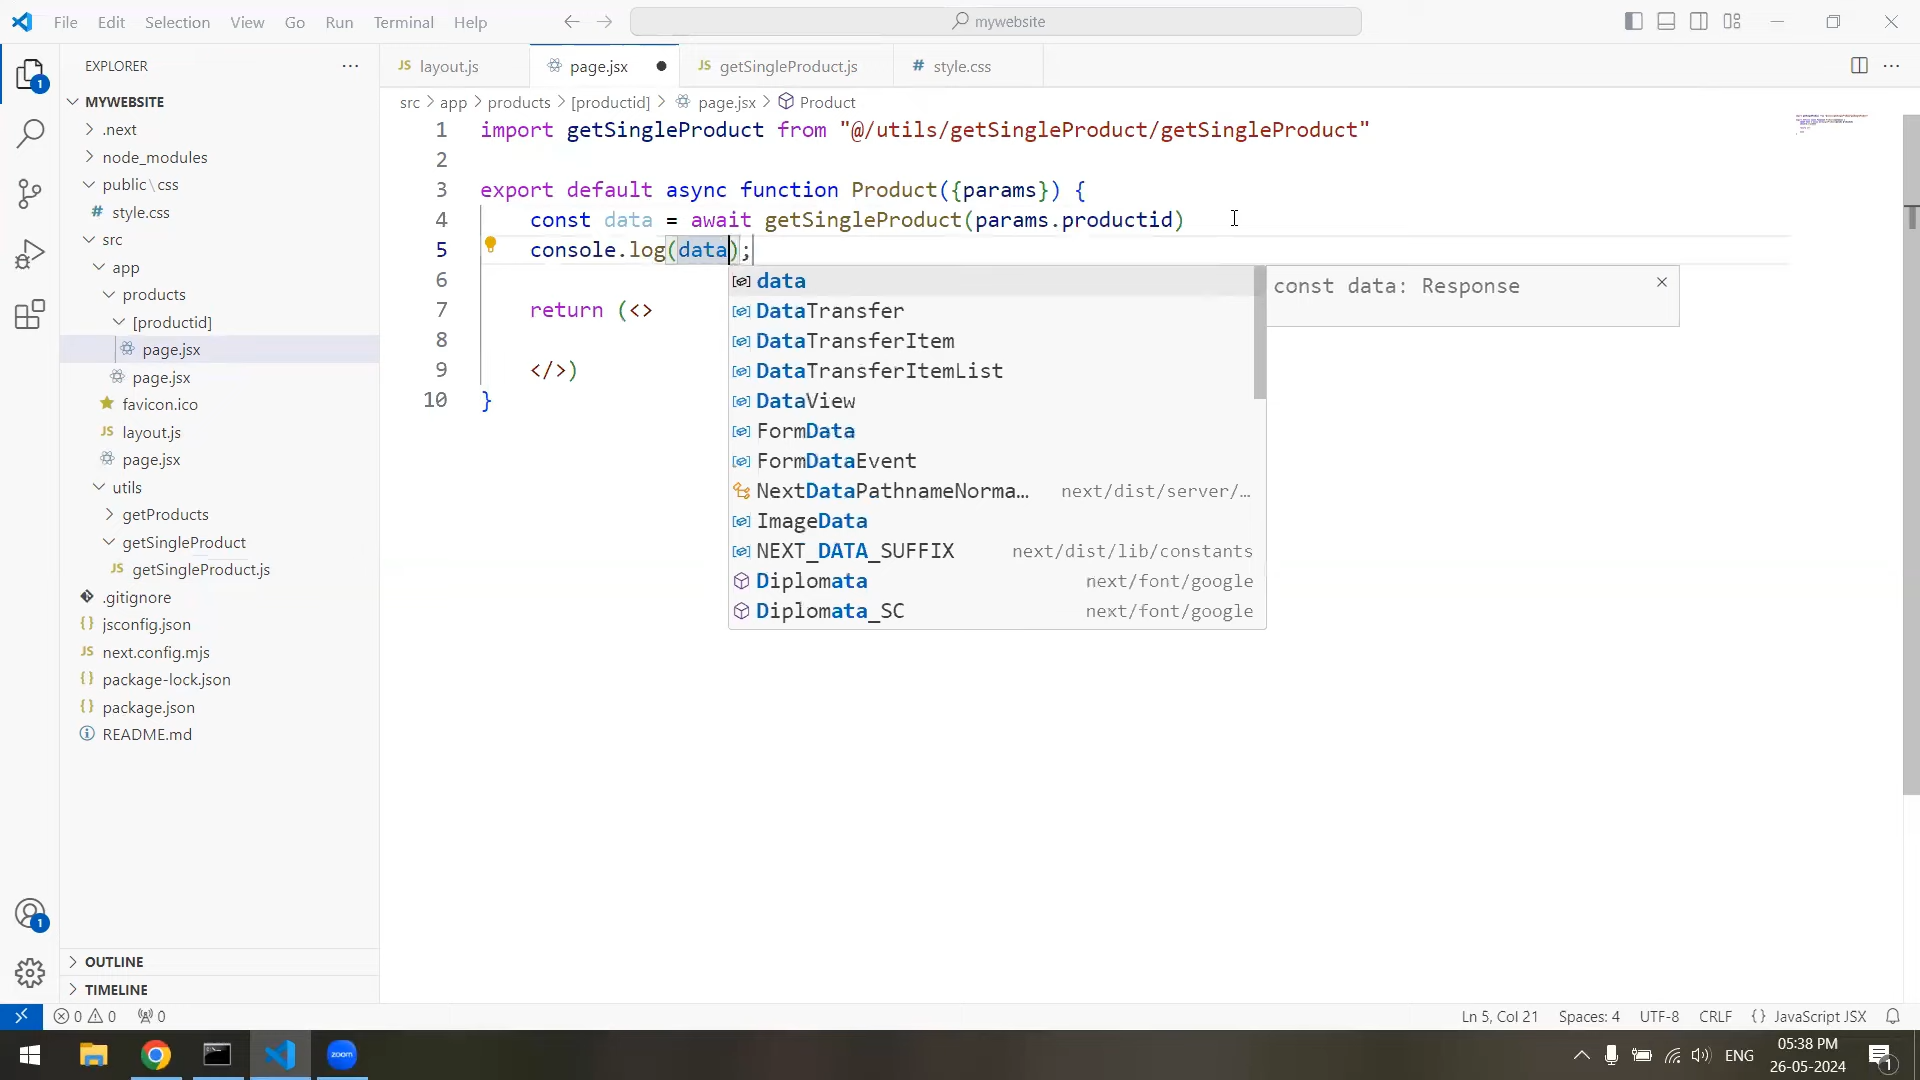 File Edit Selection View Go Run Terminal Help
mywebsite
EXPLORER
MYWEBSITE
.next
node_modules
public\css
style.css
src
app
products
[productid]
page.jsx
page.jsx
favicon.ico
layout.js
page.jsx
utils
getProducts
getSingleProduct
getSingleProduct.js
.gitignore
jsconfig.json
next.config.mjs
package-lock.json
package.json
README.md
OUTLINE
TIMELINE
layout.js page.jsx getSingleProduct.js style.css
src > app > products > [productid] > page.jsx > Product
1 import getSingleProduct from "@/utils/getSingleProduct/getSingleProduct"
2
3 export default async function Product({params}) {
4 const data = await getSingleProduct(params.productid)
5 console.log(data);
6
7 return (<>
8
9 </>)
10 }
data
DataTransfer
DataTransferItem
DataTransferItemList
DataView
FormData
FormDataEvent
NextDataPathnameNorma… next/dist/server/…
ImageData
NEXT_DATA_SUFFIX next/dist/lib/constants
Diplomata next/font/google
Diplomata_SC next/font/google
const data: Response
0 0 0
Ln 5, Col 21 Spaces: 4 UTF-8 CRLF {} JavaScript JSX
zoom
ENG
05:38 PM
26-05-2024
1
1
1